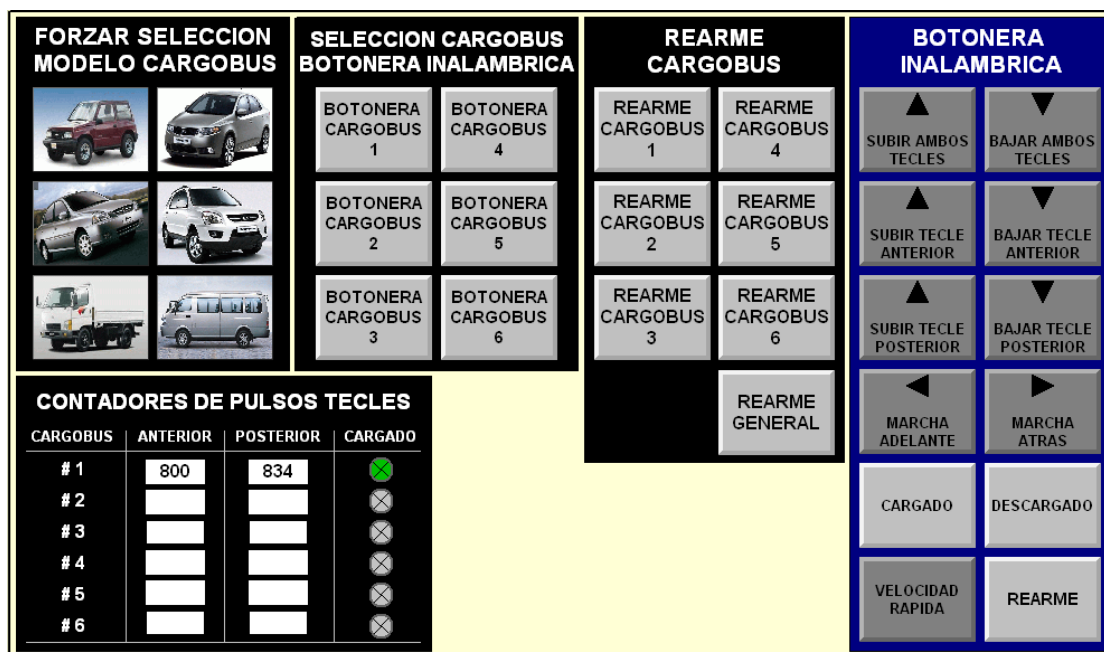 FORZAR SELECCION
MODELO CARGOBUS
SELECCION CARGOBUS
BOTONERA INALAMBRICA
BOTONERA
CARGOBUS
1
BOTONERA
CARGOBUS
4
BOTONERA
CARGOBUS
2
BOTONERA
CARGOBUS
5
BOTONERA
CARGOBUS
3
BOTONERA
CARGOBUS
6
REARME
CARGOBUS
REARME
CARGOBUS
1
REARME
CARGOBUS
4
REARME
CARGOBUS
2
REARME
CARGOBUS
5
REARME
CARGOBUS
3
REARME
CARGOBUS
6
REARME
GENERAL
BOTONERA
INALAMBRICA
SUBIR AMBOS
TECLES
BAJAR AMBOS
TECLES
SUBIR TECLE
ANTERIOR
BAJAR TECLE
ANTERIOR
SUBIR TECLE
POSTERIOR
BAJAR TECLE
POSTERIOR
MARCHA
ADELANTE
MARCHA
ATRAS
CARGADO
DESCARGADO
VELOCIDAD
RAPIDA
REARME
CONTADORES DE PULSOS TECLES
CARGOBUS ANTERIOR POSTERIOR CARGADO
# 1 800 834
# 2
# 3
# 4
# 5
# 6